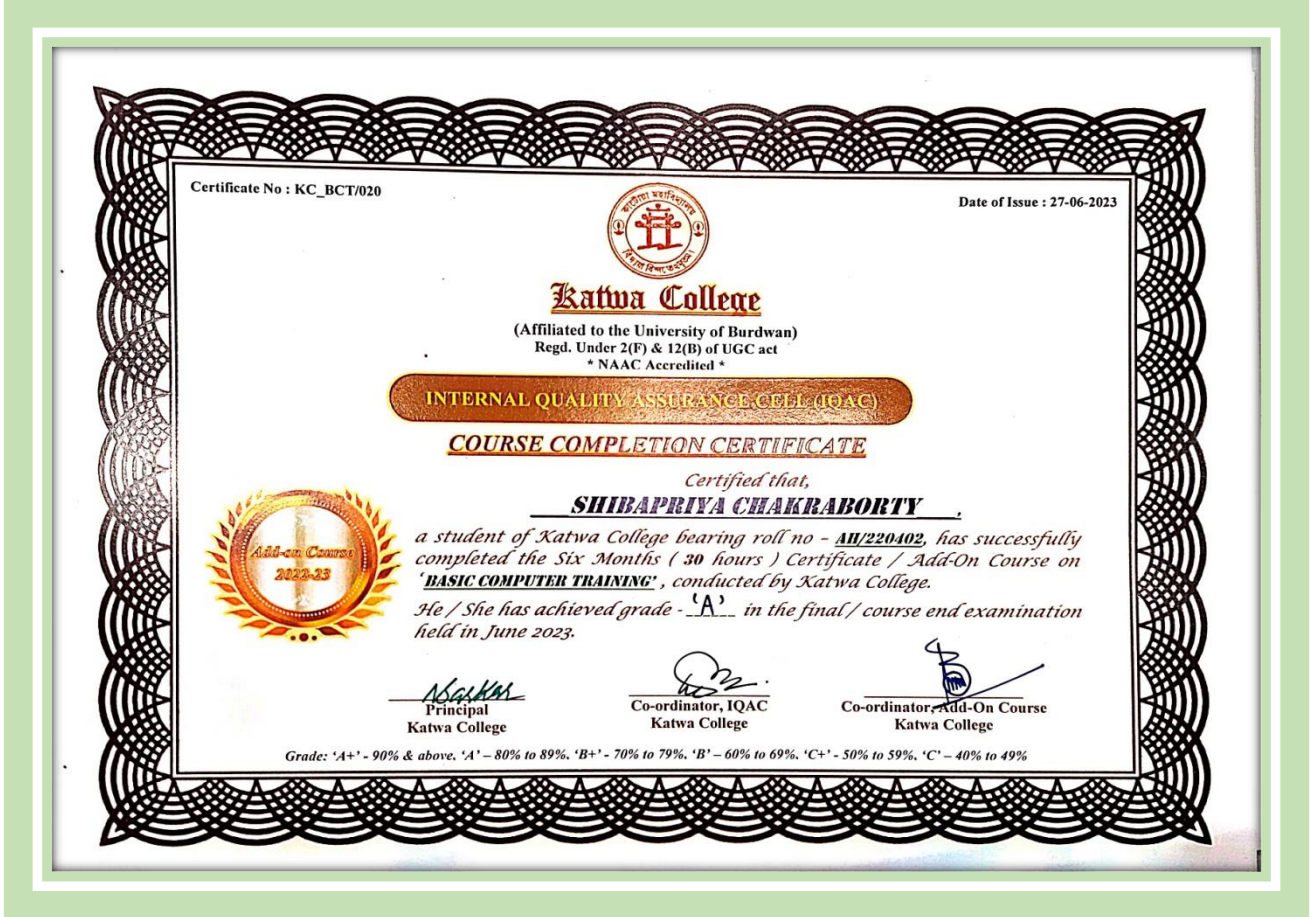 Certificate No : KC_BCT/020
Date of Issue : 27-06-2023
কাটোয়া মহাবিদ্যালয়
Katwa College
(Affiliated to the University of Burdwan)
Regd. Under 2(F) & 12(B) of UGC act
* NAAC Accredited *
INTERNAL QUALITY ASSURANCE CELL (IQAC)
COURSE COMPLETION CERTIFICATE
Certified that,
SHIBAPRIYA CHAKRABORTY ,
Add-on Course
2022-23
a student of Katwa College bearing roll no - AH/220402, has successfully
completed the Six Months ( 30 hours ) Certificate / Add-On Course on
'BASIC COMPUTER TRAINING' , conducted by Katwa College.
He / She has achieved grade - 'A' in the final / course end examination
held in June 2023.
NSarkar
Principal
Katwa College
Co-ordinator, IQAC
Katwa College
Co-ordinator, Add-On Course
Katwa College
Grade: 'A+' - 90% & above, 'A' – 80% to 89%, 'B+' - 70% to 79%, 'B' – 60% to 69%, 'C+' - 50% to 59%, 'C' – 40% to 49%